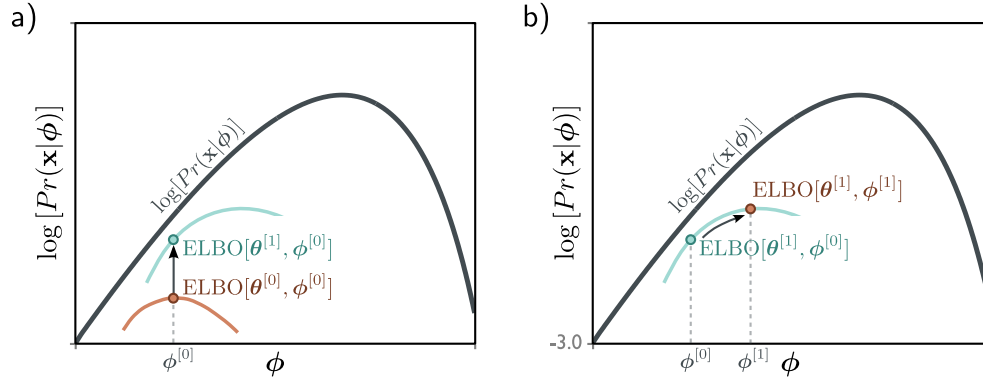 a)
log[Pr(x|ϕ)]
log[Pr(x|ϕ)]
ELBO[θ^[1], ϕ^[0]]
ELBO[θ^[0], ϕ^[0]]
ϕ^[0]
ϕ
b)
log[Pr(x|ϕ)]
log[Pr(x|ϕ)]
ELBO[θ^[1], ϕ^[1]]
ELBO[θ^[1], ϕ^[0]]
-3.0
ϕ^[0]
ϕ^[1]
ϕ